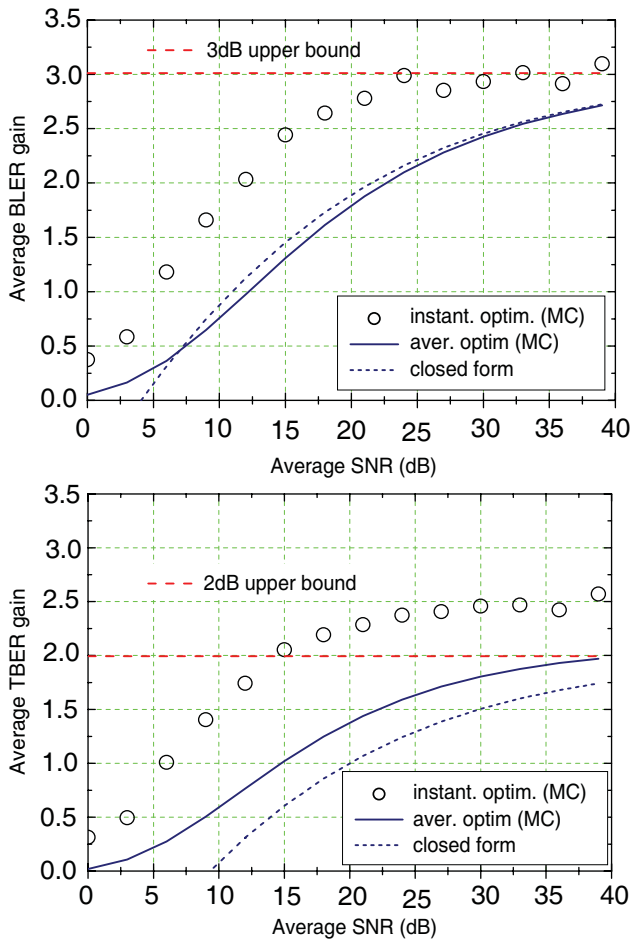 3.5
3.0
2.5
2.0
1.5
1.0
0.5
0.0
Average BLER gain
3dB upper bound
instant. optim. (MC)
aver. optim (MC)
closed form
0 5 10 15 20 25 30 35 40
Average SNR (dB)
3.5
3.0
2.5
2.0
1.5
1.0
0.5
0.0
Average TBER gain
2dB upper bound
instant. optim. (MC)
aver. optim (MC)
closed form
0 5 10 15 20 25 30 35 40
Average SNR (dB)